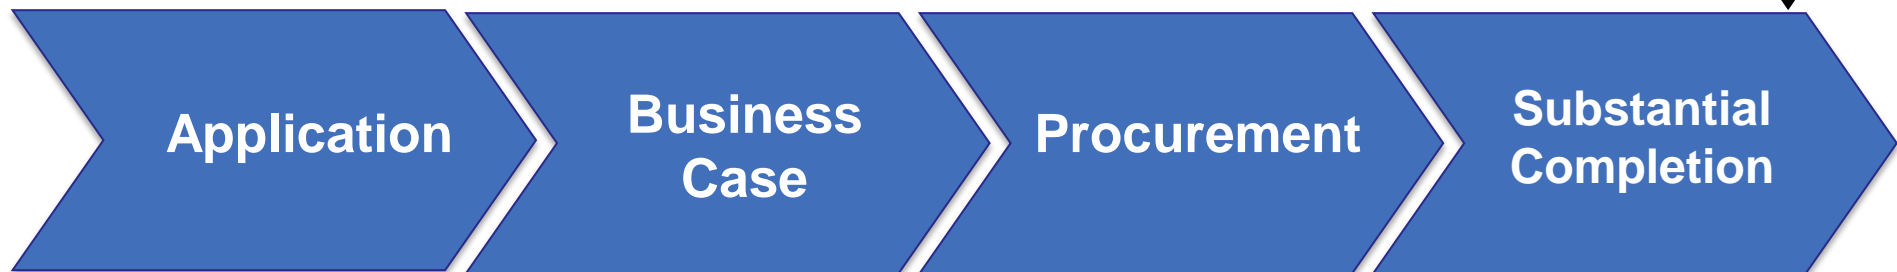 Application
Business
Case
Procurement
Substantial
Completion